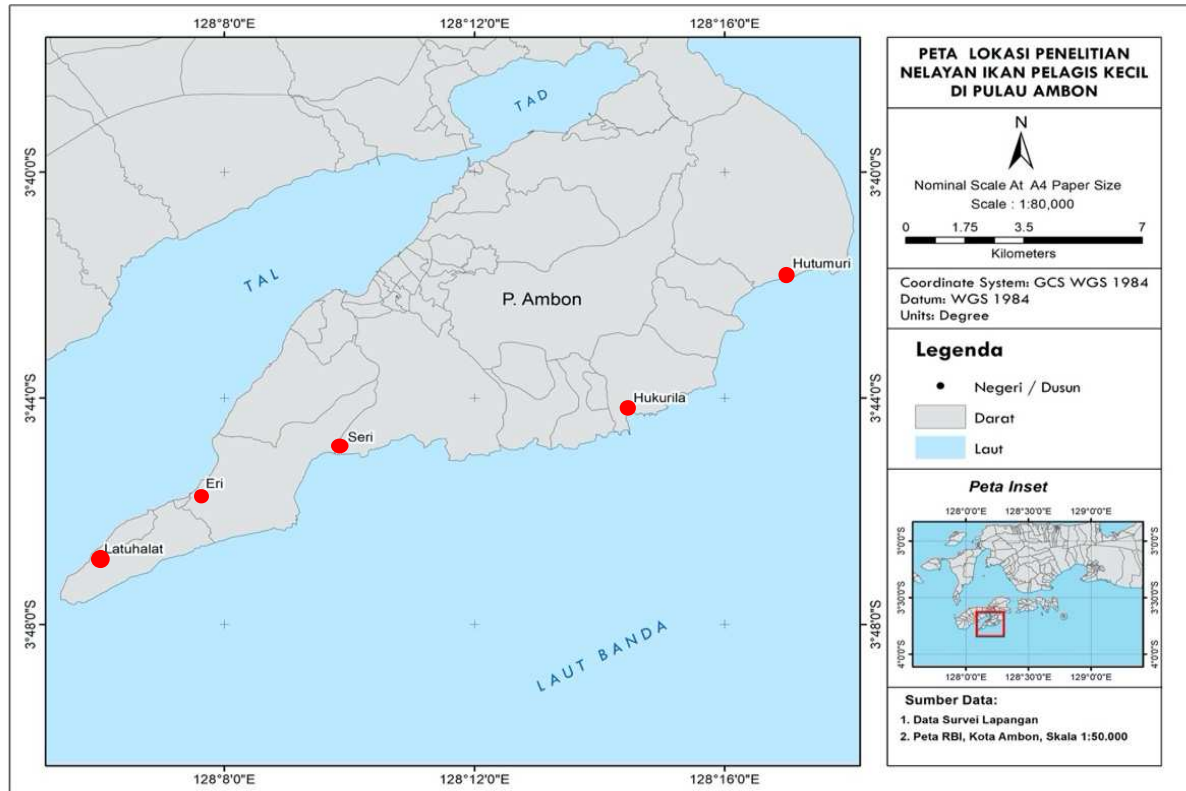 128°8'0"E
128°12'0"E
128°16'0"E
3°40'0"S
3°44'0"S
3°48'0"S
3°40'0"S
3°44'0"S
3°48'0"S
128°8'0"E
128°12'0"E
128°16'0"E
TAD
TAL
P. Ambon
Hutumuri
Hukurila
Seri
Eri
Latuhalat
LAUT BANDA
PETA LOKASI PENELITIAN
NELAYAN IKAN PELAGIS KECIL
DI PULAU AMBON
N
Nominal Scale At A4 Paper Size
Scale : 1:80,000
0 1.75 3.5 7
Kilometers
Coordinate System: GCS WGS 1984
Datum: WGS 1984
Units: Degree
Legenda
Negeri / Dusun
Darat
Laut
Peta Inset
128°0'0"E 128°30'0"E 129°0'0"E
3°0'0"S
3°30'0"S
4°0'0"S
3°0'0"S
3°30'0"S
4°0'0"S
128°0'0"E 128°30'0"E 129°0'0"E
Sumber Data:
1. Data Survei Lapangan
2. Peta RBI, Kota Ambon, Skala 1:50.000